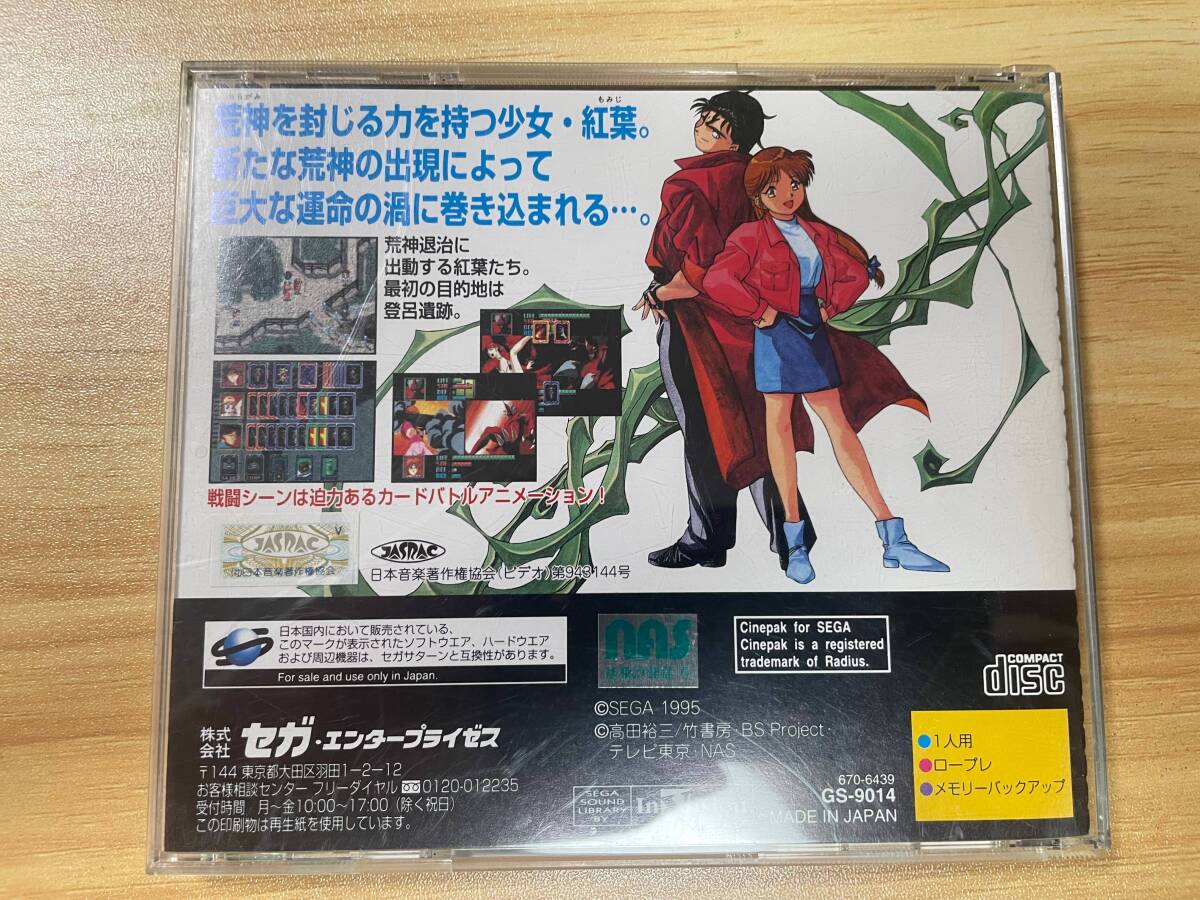 荒神を封じる力を持つ少女・紅葉。
もみじ
新たな荒神の出現によって
巨大な運命の渦に巻き込まれる…。
荒神退治に
出動する紅葉たち。
最初の目的地は
登呂遺跡。
戦闘シーンは迫力あるカードバトルアニメーション!
V
JASRAC
日本音楽著作権協会
JASRAC
日本音楽著作権協会(ビデオ)第943144号
日本国内において販売されている、
このマークが表示されたソフトウエア、ハードウエア
および周辺機器は、セガサターンと互換性があります。
For sale and use only in Japan.
nas
Cinepak for SEGA
Cinepak is a registered
trademark of Radius.
COMPACT
disc
©SEGA 1995
©高田裕三/竹書房・BS Project・
テレビ東京・NAS
株式会社 セガ・エンタープライゼス
〒144 東京都大田区羽田1-2-12
お客様相談センター フリーダイヤル 0120-012235
受付時間 月~金10:00~17:00(除く祝日)
この印刷物は再生紙を使用しています。
SEGA
SOUND
LIBRARY
BY
670-6439
GS-9014
MADE IN JAPAN
●1人用
●ロープレ
●メモリーバックアップ